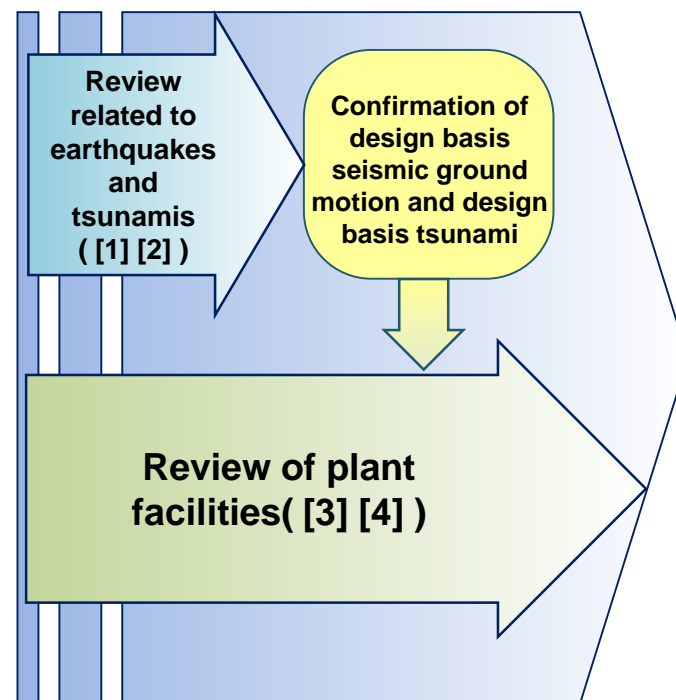 Review
related to
earthquakes
and
tsunamis
( [1] [2] )
Confirmation of
design basis
seismic ground
motion and design
basis tsunami
Review of plant
facilities( [3] [4] )